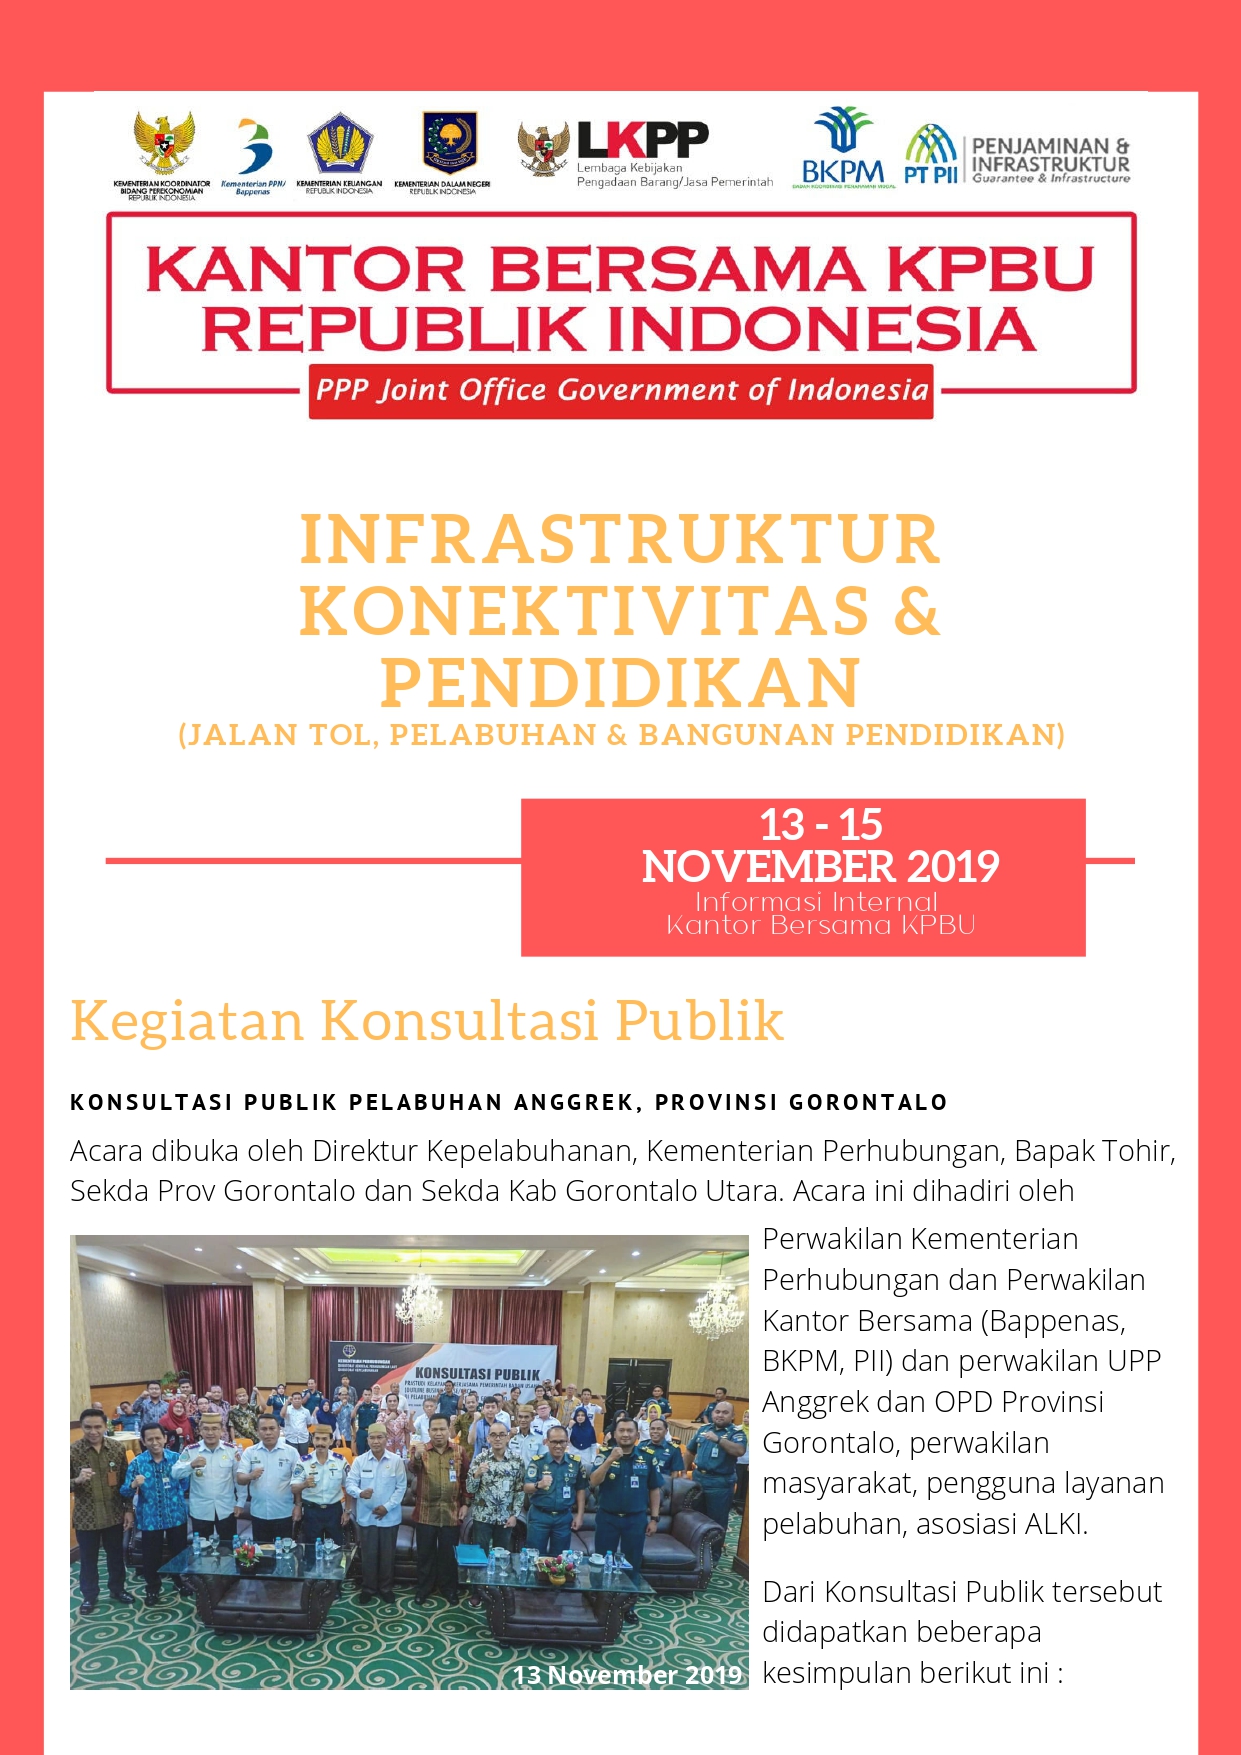 KEMENTERIAN KOORDINATOR
BIDANG PEREKONOMIAN
REPUBLIK INDONESIA
Kementerian PPN/
Bappenas
KEMENTERIAN KEUANGAN
REPUBLIK INDONESIA
KEMENTERIAN DALAM NEGERI
REPUBLIK INDONESIA
LKPP
Lembaga Kebijakan
Pengadaan Barang/Jasa Pemerintah
BKPM
BADAN KOORDINASI PENANAMAN MODAL
PT PII
PENJAMINAN &
INFRASTRUKTUR
Guarantee & Infrastructure
KANTOR BERSAMA KPBU
REPUBLIK INDONESIA
PPP Joint Office Government of Indonesia
INFRASTRUKTUR
KONEKTIVITAS &
PENDIDIKAN
(JALAN TOL, PELABUHAN & BANGUNAN PENDIDIKAN)
13 - 15
NOVEMBER 2019
Informasi Internal
Kantor Bersama KPBU
Kegiatan Konsultasi Publik
KONSULTASI PUBLIK PELABUHAN ANGGREK, PROVINSI GORONTALO
Acara dibuka oleh Direktur Kepelabuhanan, Kementerian Perhubungan, Bapak Tohir,
Sekda Prov Gorontalo dan Sekda Kab Gorontalo Utara. Acara ini dihadiri oleh
Perwakilan Kementerian
Perhubungan dan Perwakilan
Kantor Bersama (Bappenas,
BKPM, PII) dan perwakilan UPP
Anggrek dan OPD Provinsi
Gorontalo, perwakilan
masyarakat, pengguna layanan
pelabuhan, asosiasi ALKI.
Dari Konsultasi Publik tersebut
didapatkan beberapa
kesimpulan berikut ini :
KEMENTERIAN PERHUBUNGAN
KONSULTASI PUBLIK
13 November 2019